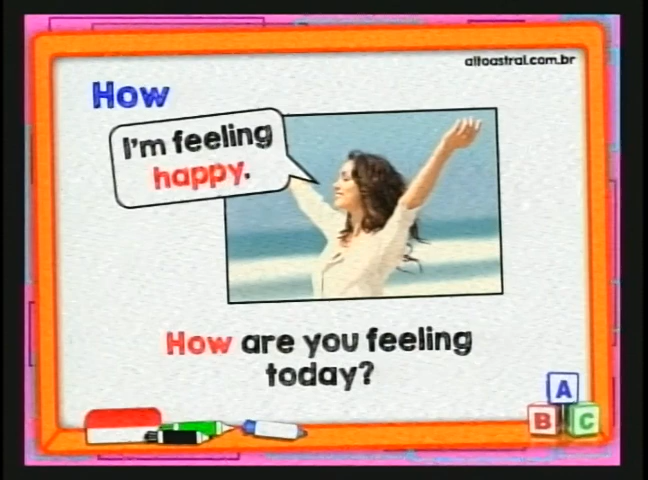 altoastral.com.br
How
I'm feeling
happy.
How are you feeling
today?
A
B C